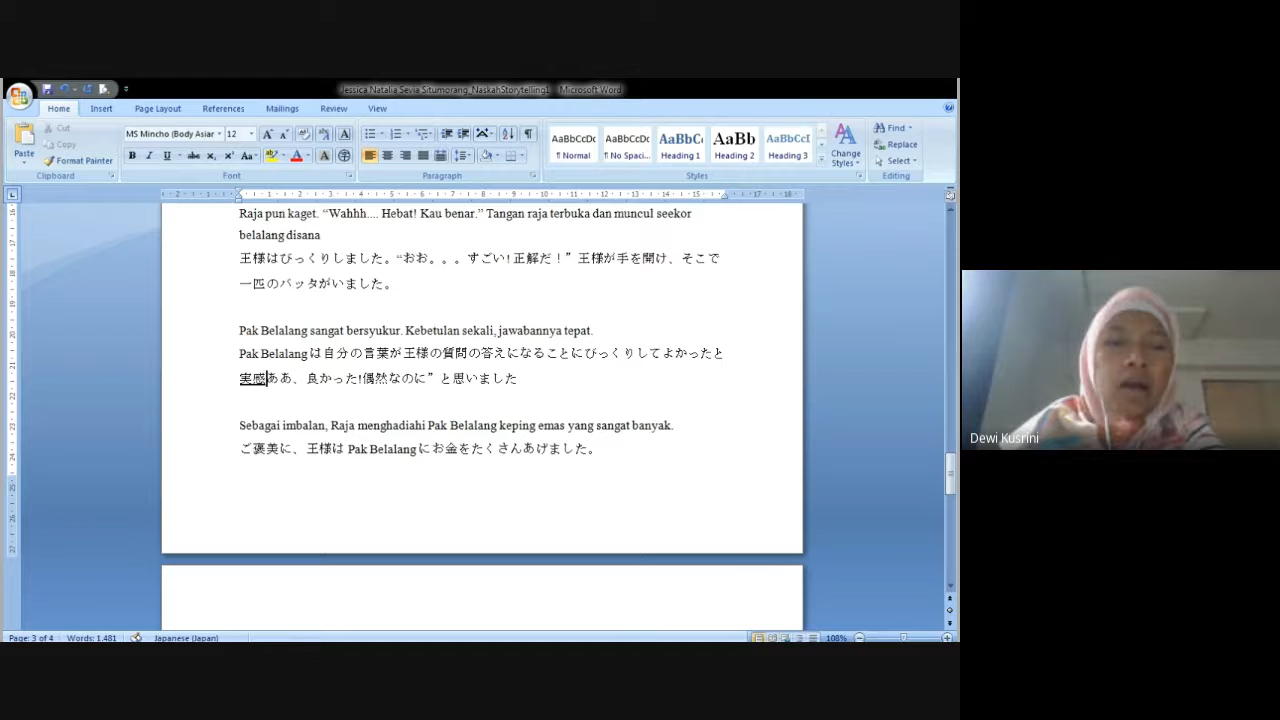 Jessica Natalia Sevia Situmorang_NaskahStorytelling1 - Microsoft Word
Home Insert Page Layout References Mailings Review View
Paste
Cut
Copy
Format Painter
Clipboard
MS Mincho (Body Asiar 12
Font
Paragraph
AaBbCcDc AaBbCcDc AaBbC AaBb AaBbCcI
¶ Normal ¶ No Spaci... Heading 1 Heading 2 Heading 3
Change Styles
Styles
Find
Replace
Select
Editing
Raja pun kaget. “Wahhh.... Hebat! Kau benar.” Tangan raja terbuka dan muncul seekor
belalang disana
王様はびっくりしました。“おお。。。すごい! 正解だ！”王様が手を開け、そこで
一匹のバッタがいました。
Pak Belalang sangat bersyukur. Kebetulan sekali, jawabannya tepat.
Pak Belalang は自分の言葉が王様の質問の答えになることにびっくりしてよかったと
実感ああ、良かった!偶然なのに”と思いました
Sebagai imbalan, Raja menghadiahi Pak Belalang keping emas yang sangat banyak.
ご褒美に、王様は Pak Belalang にお金をたくさんあげました。
Page: 3 of 4 Words: 1.481 Japanese (Japan) 108%
Dewi Kusrini